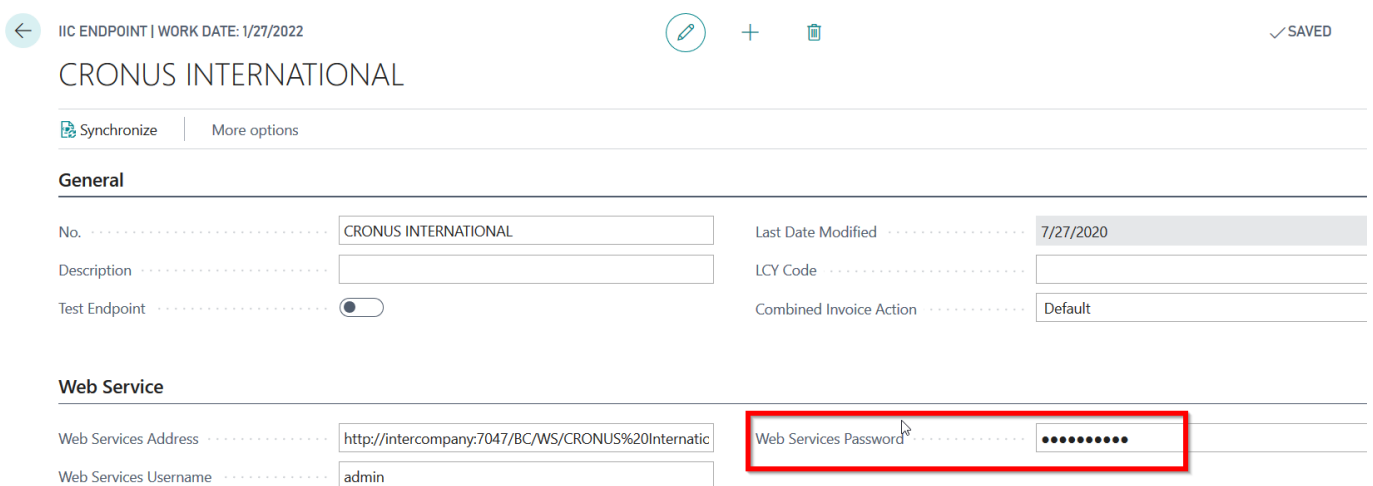 IIC ENDPOINT | WORK DATE: 1/27/2022
SAVED
CRONUS INTERNATIONAL
Synchronize
More options
General
No.
CRONUS INTERNATIONAL
Last Date Modified
7/27/2020
Description
LCY Code
Test Endpoint
Combined Invoice Action
Default
Web Service
Web Services Address
http://intercompany:7047/BC/WS/CRONUS%20Internatio
Web Services Password
●●●●●●●●●●
Web Services Username
admin